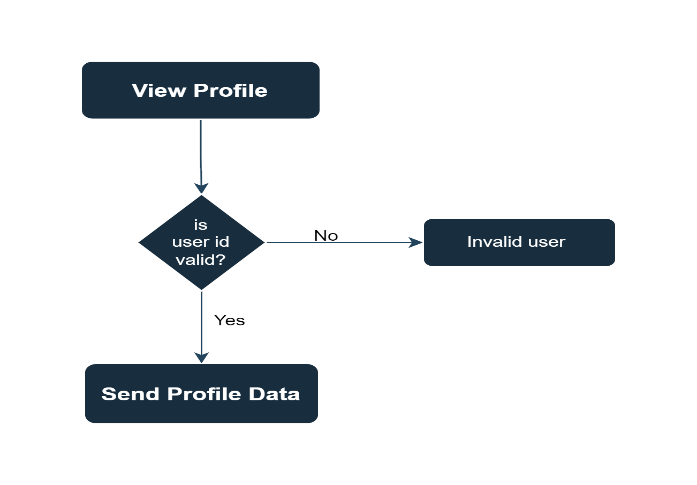 View Profile
is
user id
valid?
No
Invalid user
Yes
Send Profile Data